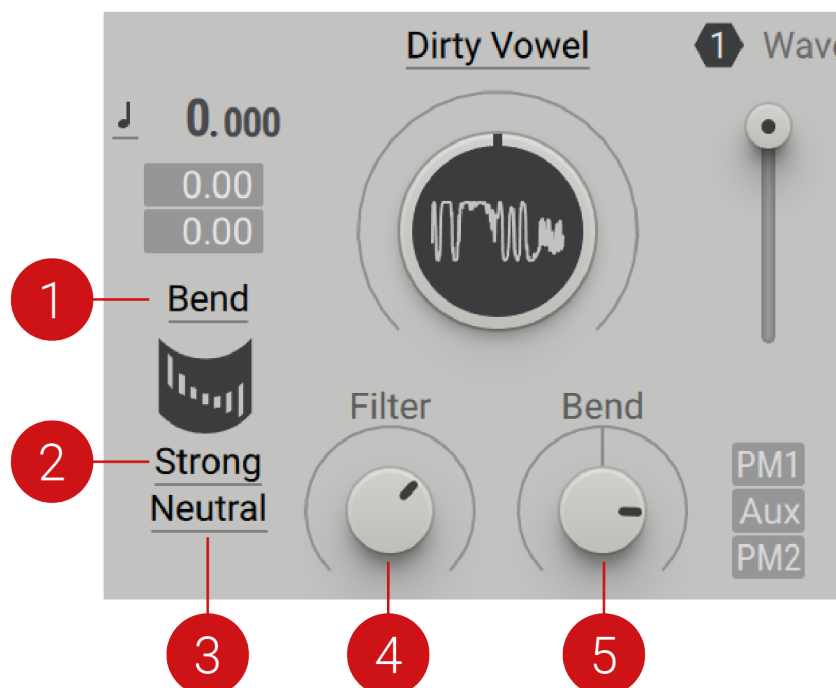 Dirty Vowel
1 Wave
0.000
0.00
0.00
1
Bend
2
Strong
Neutral
Filter
Bend
PM1
Aux
PM2
3
4
5